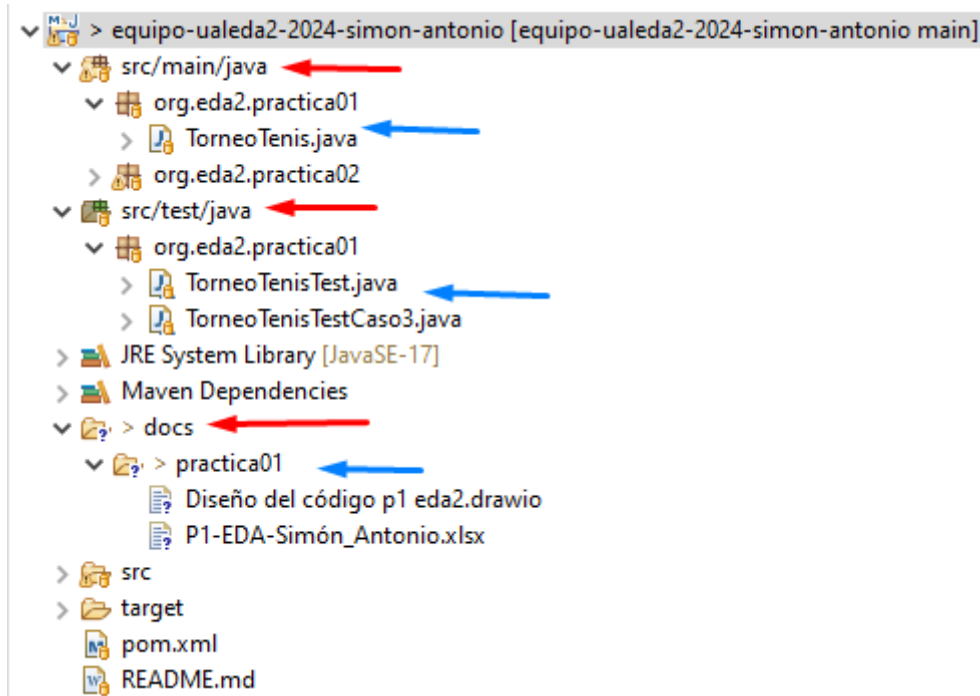 > equipo-ualeda2-2024-simon-antonio [equipo-ualeda2-2024-simon-antonio main]
src/main/java
org.eda2.practica01
TorneoTenis.java
org.eda2.practica02
src/test/java
org.eda2.practica01
TorneoTenisTest.java
TorneoTenisTestCaso3.java
JRE System Library [JavaSE-17]
Maven Dependencies
> docs
> practica01
Diseño del código p1 eda2.drawio
P1-EDA-Simón_Antonio.xlsx
src
target
pom.xml
README.md